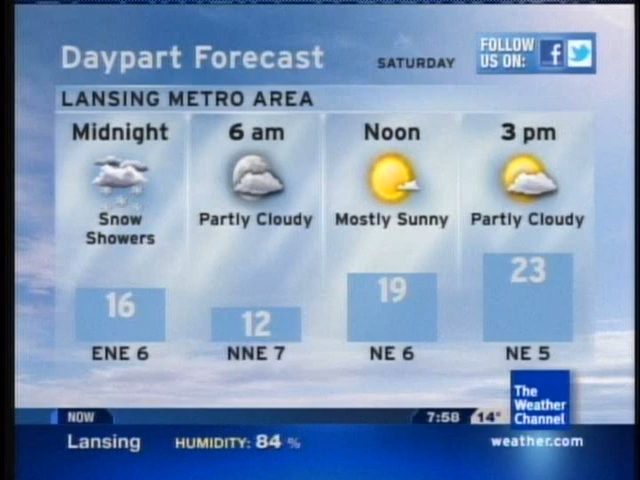 Daypart Forecast
SATURDAY
FOLLOW
US ON:
f
LANSING METRO AREA
Midnight
6 am
Noon
3 pm
Snow
Showers
Partly Cloudy
Mostly Sunny
Partly Cloudy
16
12
19
23
ENE 6
NNE 7
NE 6
NE 5
The
Weather
Channel
NOW
7:58
14°
Lansing
HUMIDITY: 84 %
weather.com